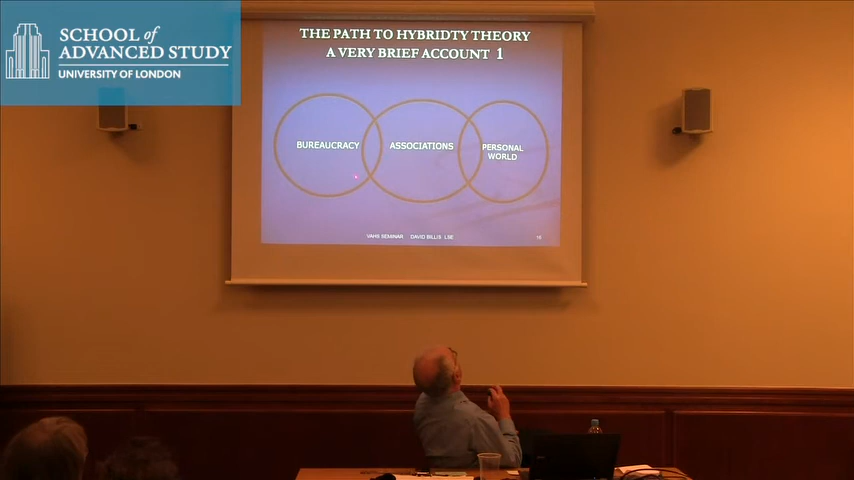 SCHOOL of
ADVANCED STUDY
UNIVERSITY OF LONDON
THE PATH TO HYBRIDTY THEORY
A VERY BRIEF ACCOUNT 1
BUREAUCRACY
ASSOCIATIONS
PERSONAL
WORLD
VAHS SEMINAR DAVID BILLIS LSE
16